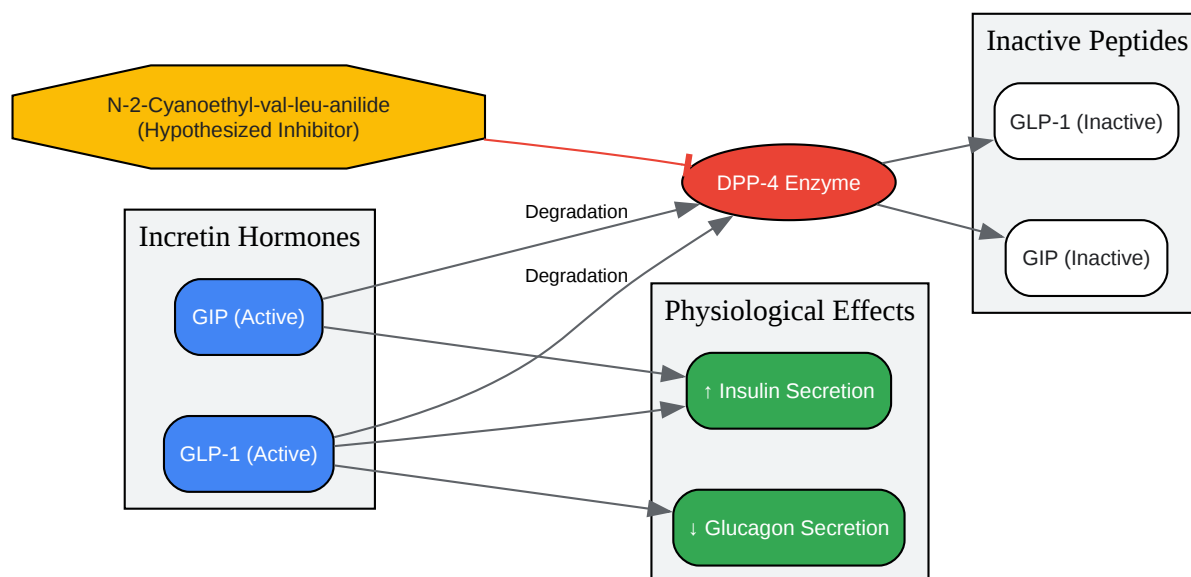 Inactive Peptides
N-2-Cyanoethyl-val-leu-anilide
(Hypothesized Inhibitor)
GLP-1 (Inactive)
DPP-4 Enzyme
Degradation
Incretin Hormones
GIP (Inactive)
Degradation
Physiological Effects
GIP (Active)
↑ Insulin Secretion
GLP-1 (Active)
↓ Glucagon Secretion